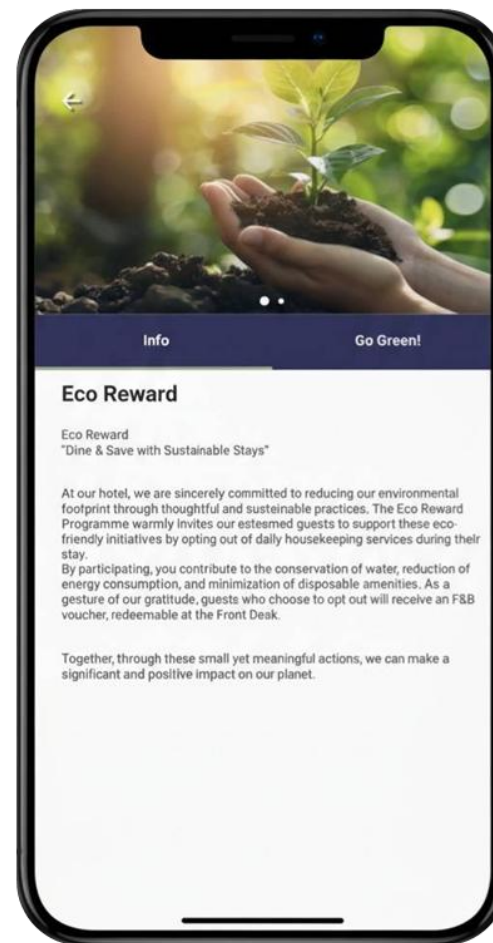 Info
Go Green!
Eco Reward
Eco Reward
"Dine & Save with Sustainable Stays"
At our hotel, we are sincerely committed to reducing our environmental
footprint through thoughtful and susteinable practices. The Eco Reward
Programme warmly invites our estesmed guests to support these eco-
friendly initiatives by opting out of daily housekeeping services during their
stay.
By participating, you contribute to the conservation of water, reduction of
energy consumption, and minimization of disposable amenities. As a
gesture of our gratitude, guests who choose to opt out will receive an F&B
voucher, redeemable at the Front Deak.
Together, through these small yet meaningful actions, we can make a
significant and positive impact on our planet.